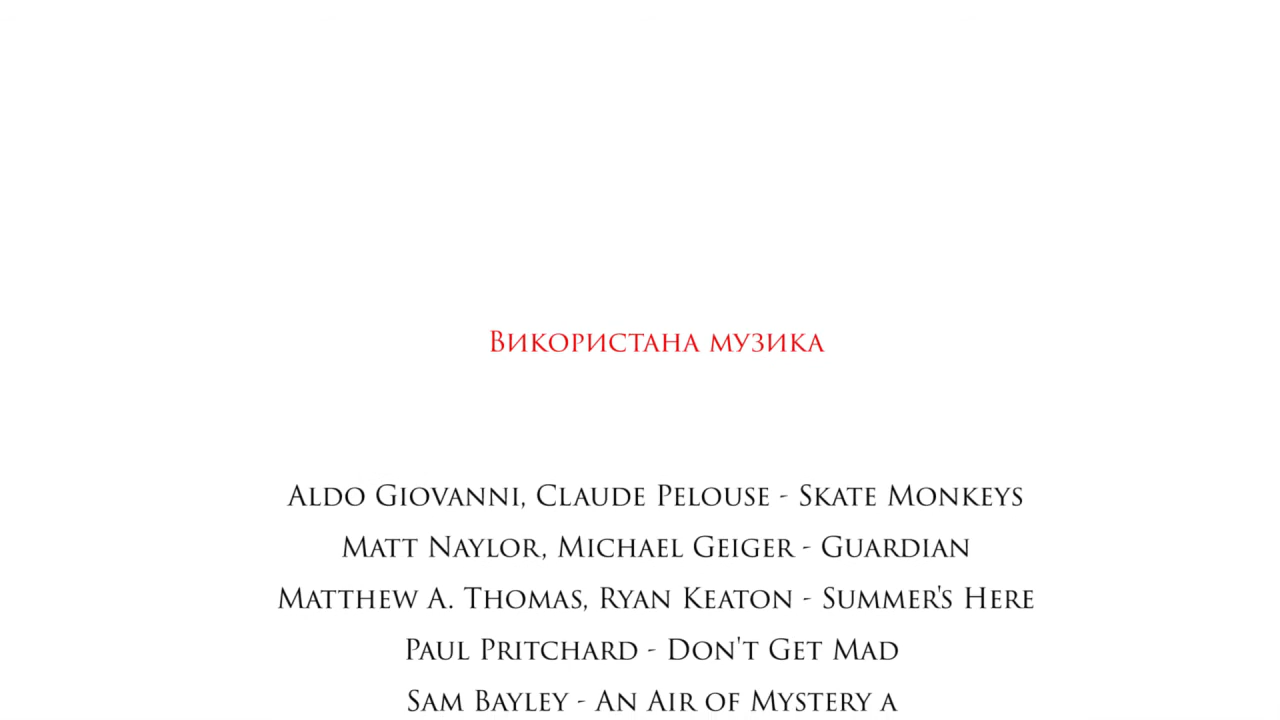 Використана музика
Aldo Giovanni, Claude Pelouse - Skate Monkeys
Matt Naylor, Michael Geiger - Guardian
Matthew A. Thomas, Ryan Keaton - Summer's Here
Paul Pritchard - Don't Get Mad
Sam Bayley - An Air of Mystery a